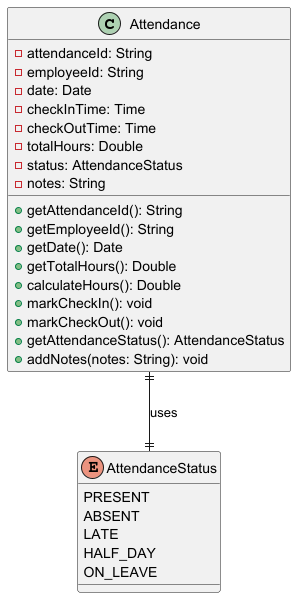 C Attendance
attendanceId: String
employeeId: String
date: Date
checkInTime: Time
checkOutTime: Time
totalHours: Double
status: AttendanceStatus
notes: String
getAttendanceId(): String
getEmployeeId(): String
getDate(): Date
getTotalHours(): Double
calculateHours(): Double
markCheckIn(): void
markCheckOut(): void
getAttendanceStatus(): AttendanceStatus
addNotes(notes: String): void
uses
E AttendanceStatus
PRESENT
ABSENT
LATE
HALF_DAY
ON_LEAVE